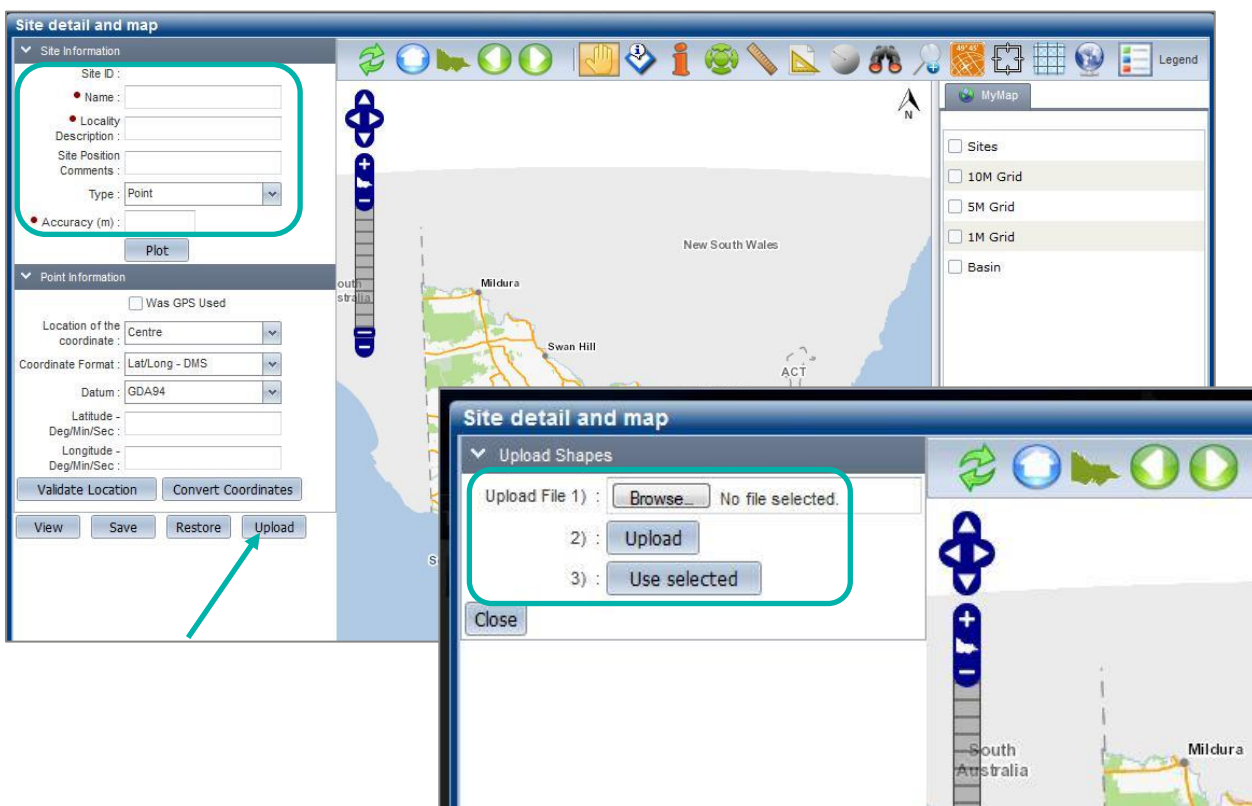 Site detail and map
Site Information
Site ID :
Name :
Locality
Description :
Site Position
Comments :
Type : Point
Accuracy (m) :
Plot
Point Information
Was GPS Used
Location of the
coordinate : Centre
Coordinate Format : Lat/Long - DMS
Datum : GDA94
Latitude -
Deg/Min/Sec :
Longitude -
Deg/Min/Sec :
Validate Location Convert Coordinates
View Save Restore Upload
49°45'
Legend
N
MyMap
Sites
10M Grid
5M Grid
1M Grid
Basin
New South Wales
Mildura
Swan Hill
ACT
Site detail and map
Upload Shapes
Upload File 1) : Browse... No file selected.
2) : Upload
3) : Use selected
Close
South
Australia
Mildura